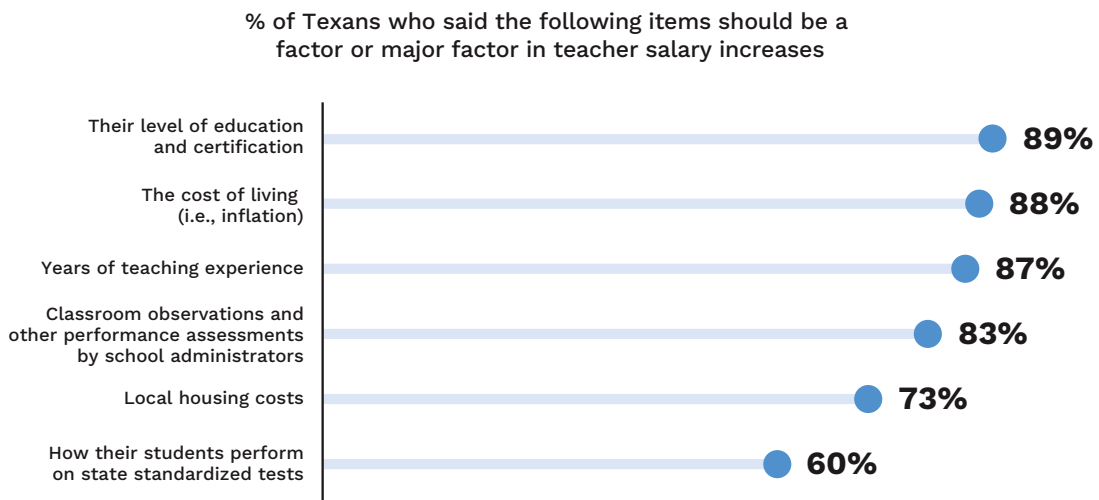 % of Texans who said the following items should be a
factor or major factor in teacher salary increases
Their level of education
and certification
89%
The cost of living
(i.e., inflation)
88%
Years of teaching experience
87%
Classroom observations and
other performance assessments
by school administrators
83%
Local housing costs
73%
How their students perform
on state standardized tests
60%